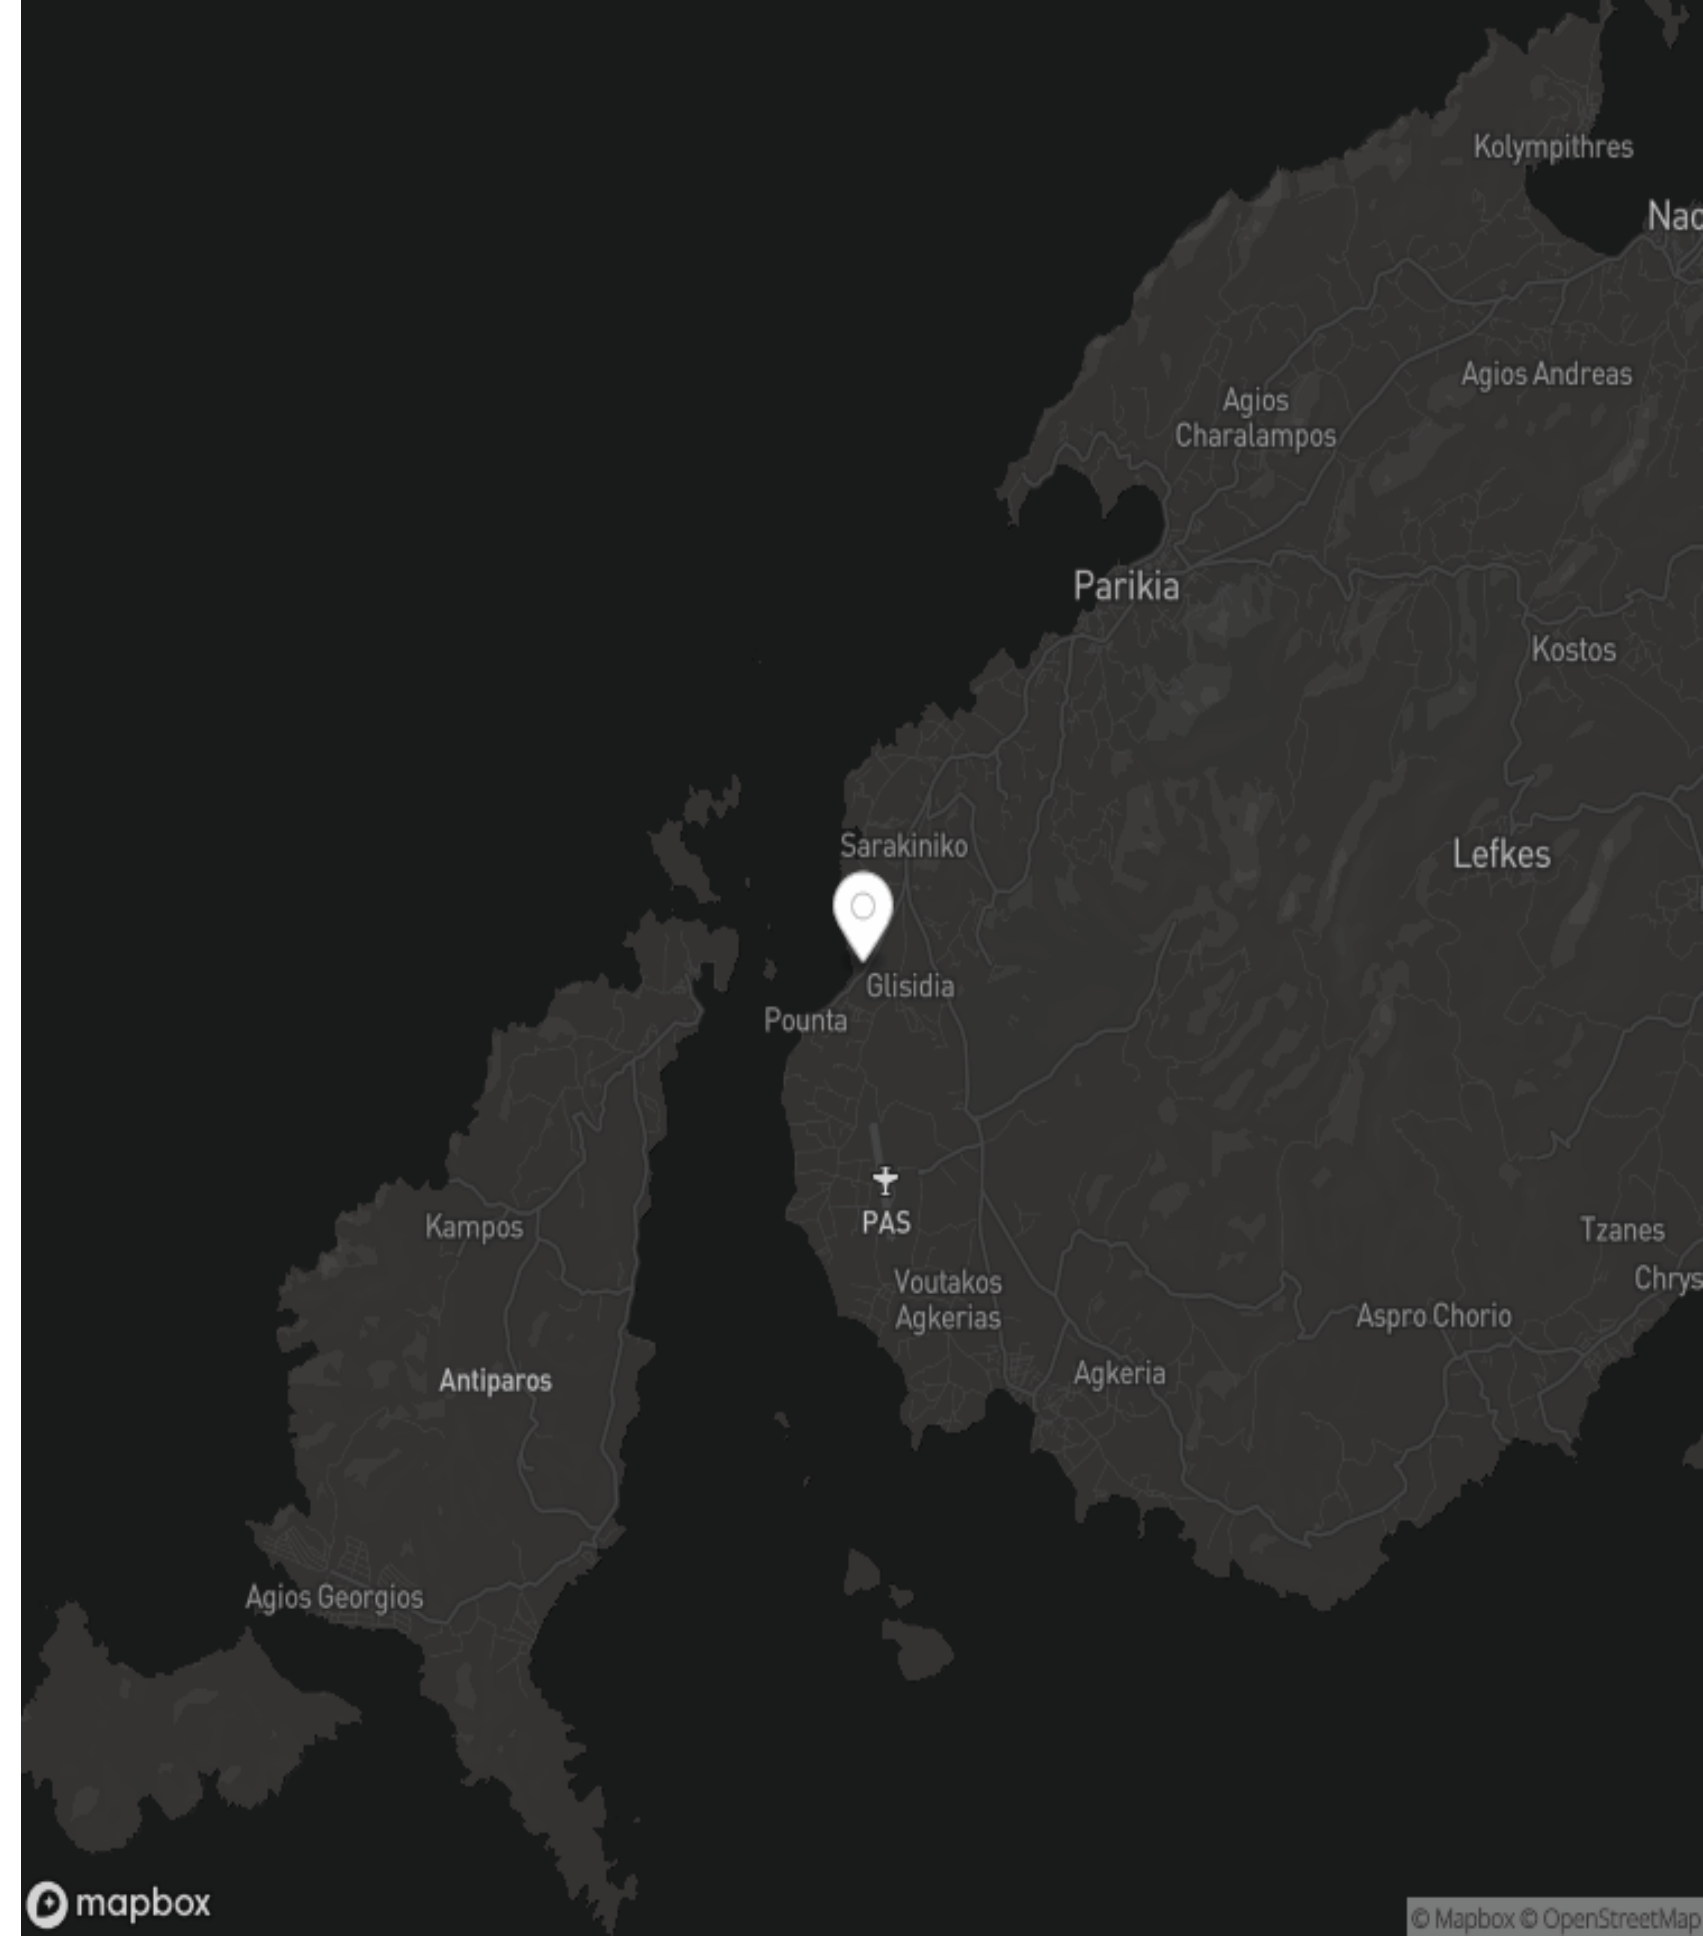 Kolympithres
Nao
Agios Andreas
Agios
Charalampos
Parikia
Kostos
Sarakiniko
Lefkes
Glisidia
Pounta
PAS
Kampos
Tzanes
Voutakos
Agkerias
Chrys
Aspro Chorio
Agkeria
Antiparos
Agios Georgios
mapbox
© Mapbox © OpenStreetMap